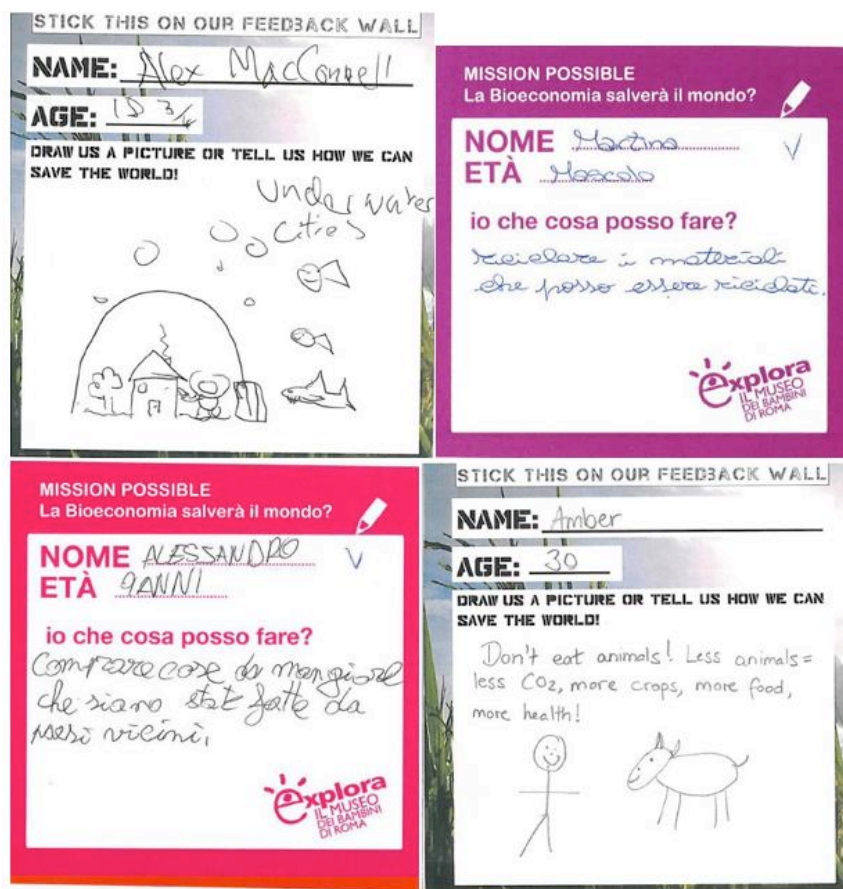 STICK THIS ON OUR FEEDBACK WALL
NAME: Alex MacConnell
AGE: 3/4
DRAW US A PICTURE OR TELL US HOW WE CAN
SAVE THE WORLD!
Under water
Cities
MISSION POSSIBLE
La Bioeconomia salverà il mondo?
NOME Martina
ETÀ Moscolo
io che cosa posso fare?
riciclare i materiali
che posso essere riciclati.
explora
IL MUSEO
DEI BAMBINI
DI ROMA
MISSION POSSIBLE
La Bioeconomia salverà il mondo?
NOME ALESSANDRO
ETÀ 9 ANNI
io che cosa posso fare?
Comprare cose da mangiare
che siano stat fatte da
paesi vicini,
explora
IL MUSEO
DEI BAMBINI
DI ROMA
STICK THIS ON OUR FEEDBACK WALL
NAME: Amber
AGE: 30
DRAW US A PICTURE OR TELL US HOW WE CAN
SAVE THE WORLD!
Don't eat animals! Less animals=
less CO2, more crops, more food,
more health!